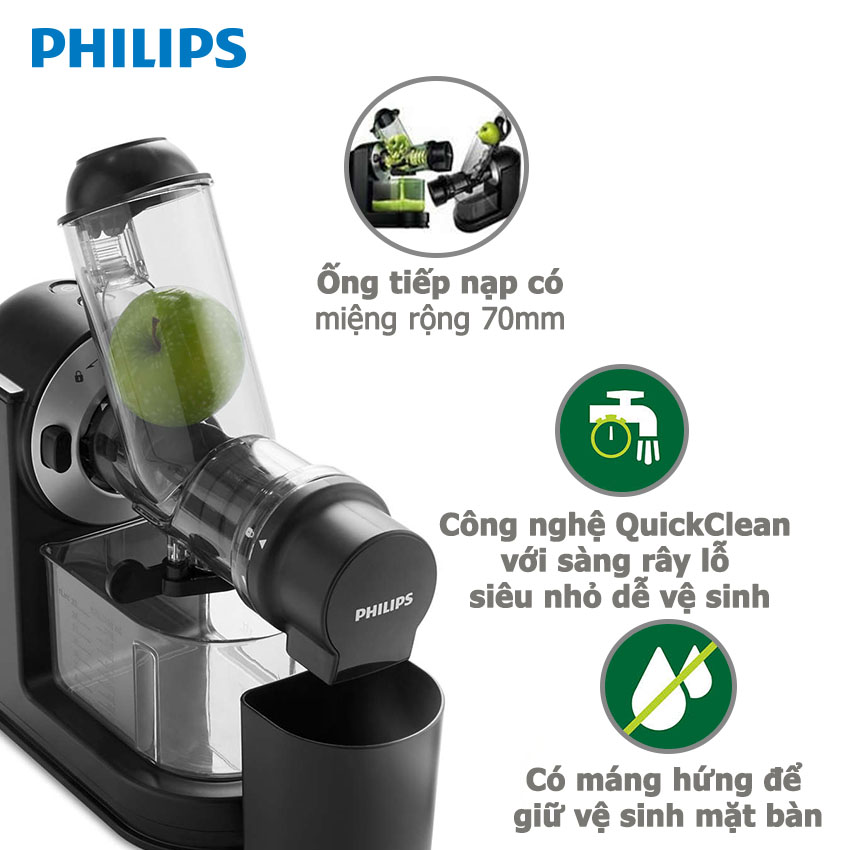 PHILIPS
Ống tiếp nạp có
miệng rộng 70mm
Công nghệ QuickClean
với sàng rây lỗ
siêu nhỏ dễ vệ sinh
PHILIPS
Có máng hứng để
giữ vệ sinh mặt bàn